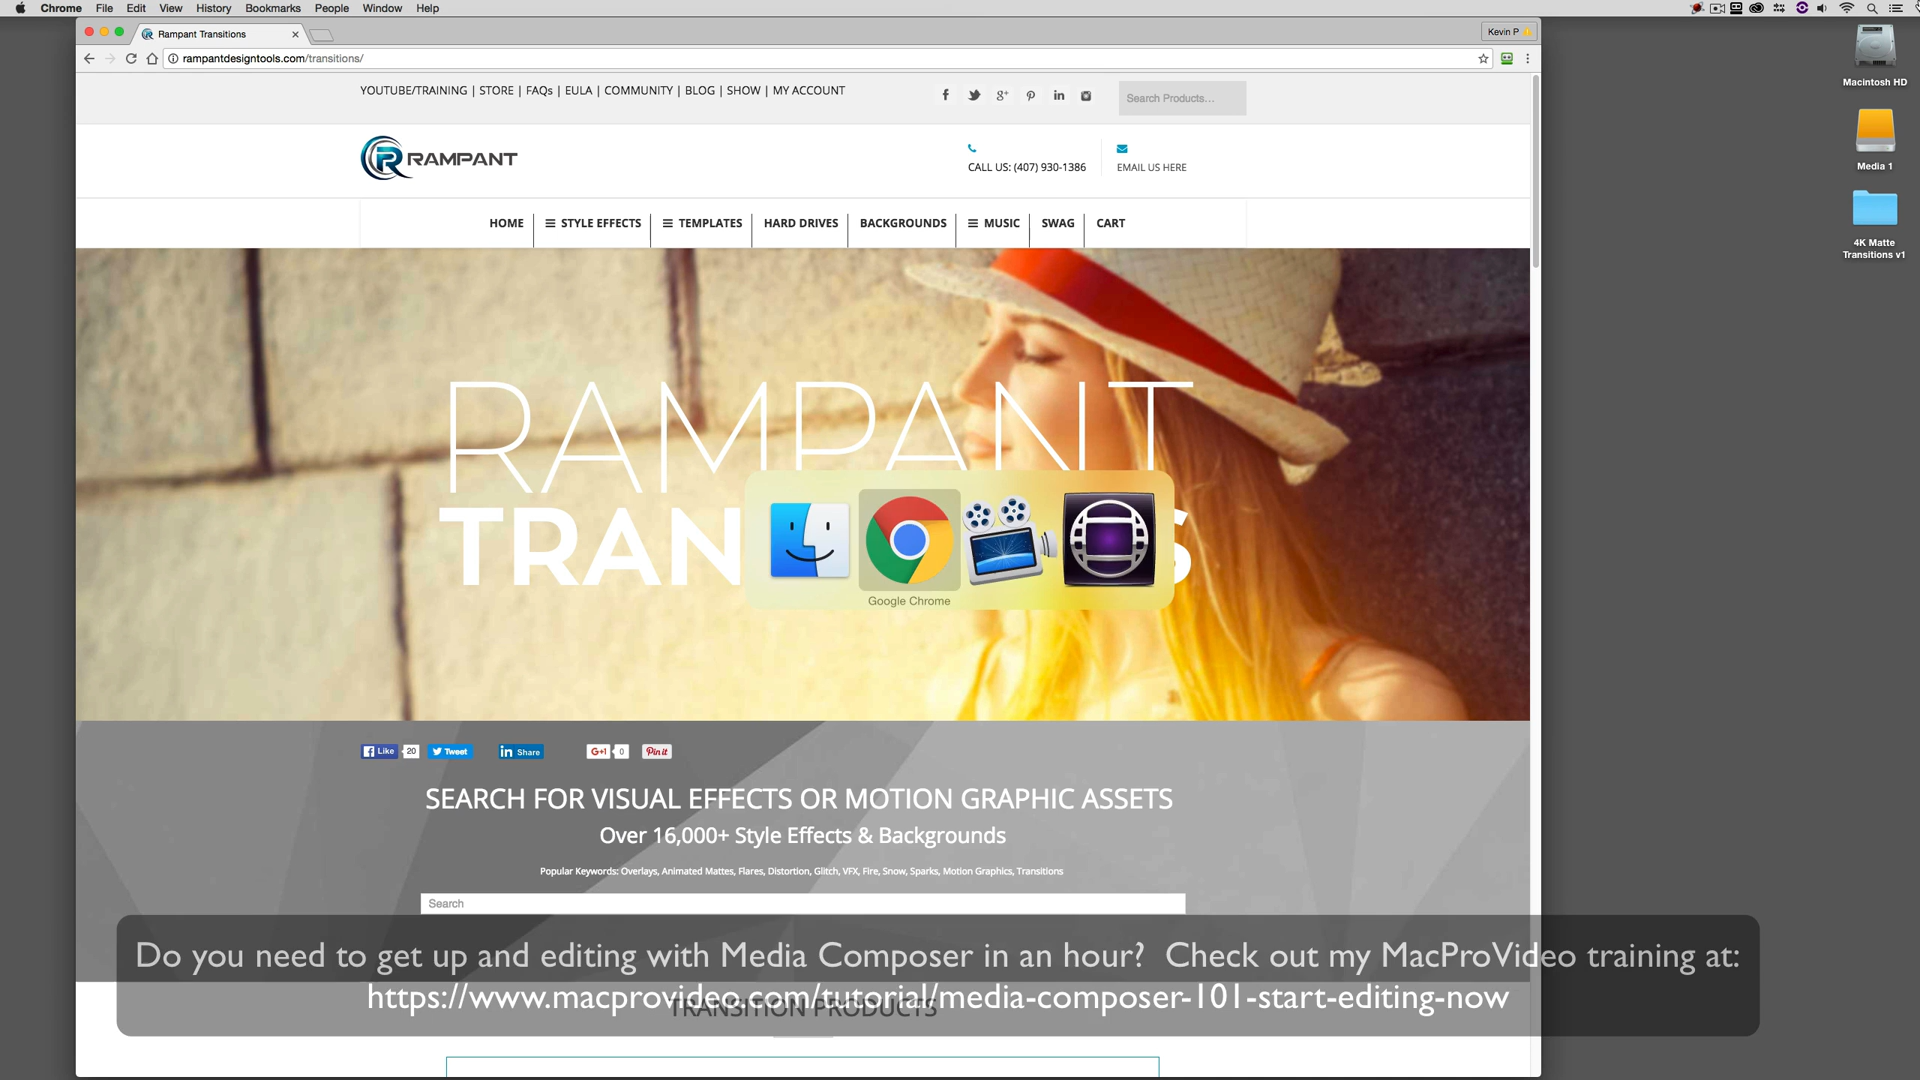 Chrome File Edit View History Bookmarks People Window Help
Rampant Transitions
Kevin P
rampantdesigntools.com/transitions/
YOUTUBE/TRAINING | STORE | FAQs | EULA | COMMUNITY | BLOG | SHOW | MY ACCOUNT
Search Products...
RAMPANT
CALL US: (407) 930-1386
EMAIL US HERE
HOME
STYLE EFFECTS
TEMPLATES
HARD DRIVES
BACKGROUNDS
MUSIC
SWAG
CART
RAMPANT
TRAN S
Google Chrome
Like 20
Tweet
in Share
G+1 0
Pin it
SEARCH FOR VISUAL EFFECTS OR MOTION GRAPHIC ASSETS
Over 16,000+ Style Effects & Backgrounds
Popular Keywords: Overlays, Animated Mattes, Flares, Distortion, Glitch, VFX, Fire, Snow, Sparks, Motion Graphics, Transitions
Search
Do you need to get up and editing with Media Composer in an hour? Check out my MacProVideo training at:
https://www.macprovideo.com/tutorial/media-composer-101-start-editing-now
TRANSITION PRODUCTS
Macintosh HD
Media 1
4K Matte
Transitions v1